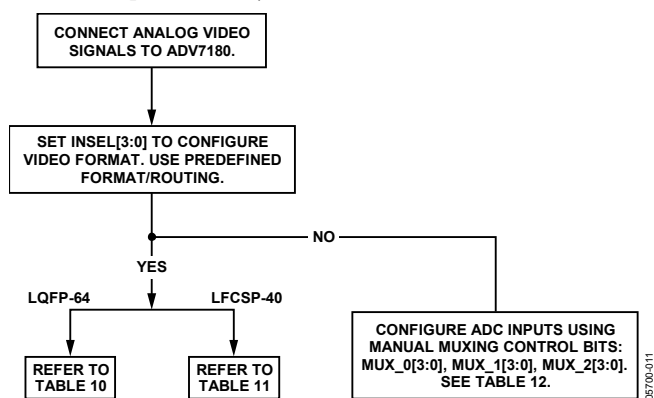 CONNECT ANALOG VIDEO
SIGNALS TO ADV7180.
SET INSEL[3:0] TO CONFIGURE
VIDEO FORMAT. USE PREDEFINED
FORMAT/ROUTING.
NO
YES
LQFP-64
LFCSP-40
REFER TO
TABLE 10
REFER TO
TABLE 11
CONFIGURE ADC INPUTS USING
MANUAL MUXING CONTROL BITS:
MUX_0[3:0], MUX_1[3:0], MUX_2[3:0].
SEE TABLE 12.
05700-011